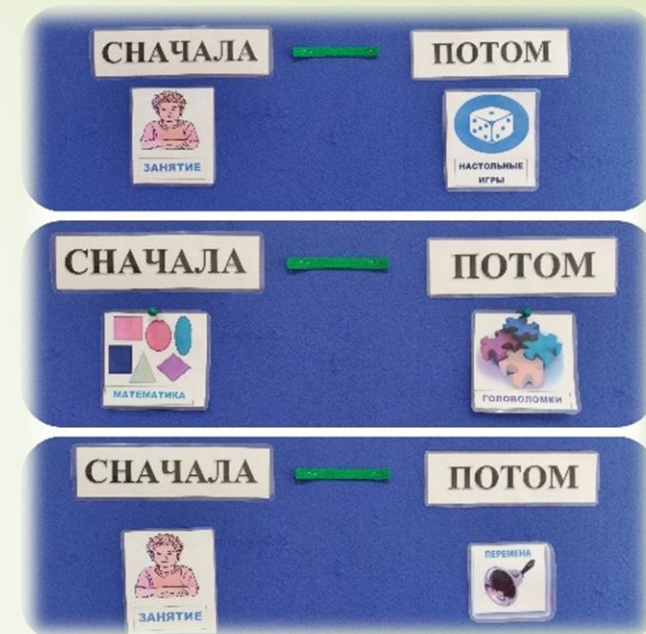 СНАЧАЛА ПОТОМ
ЗАНЯТИЕ
НАСТОЛЬНЫЕ
ИГРЫ
СНАЧАЛА ПОТОМ
МАТЕМАТИКА
ГОЛОВОЛОМКИ
СНАЧАЛА ПОТОМ
ПЕРЕМЕНА
ЗАНЯТИЕ